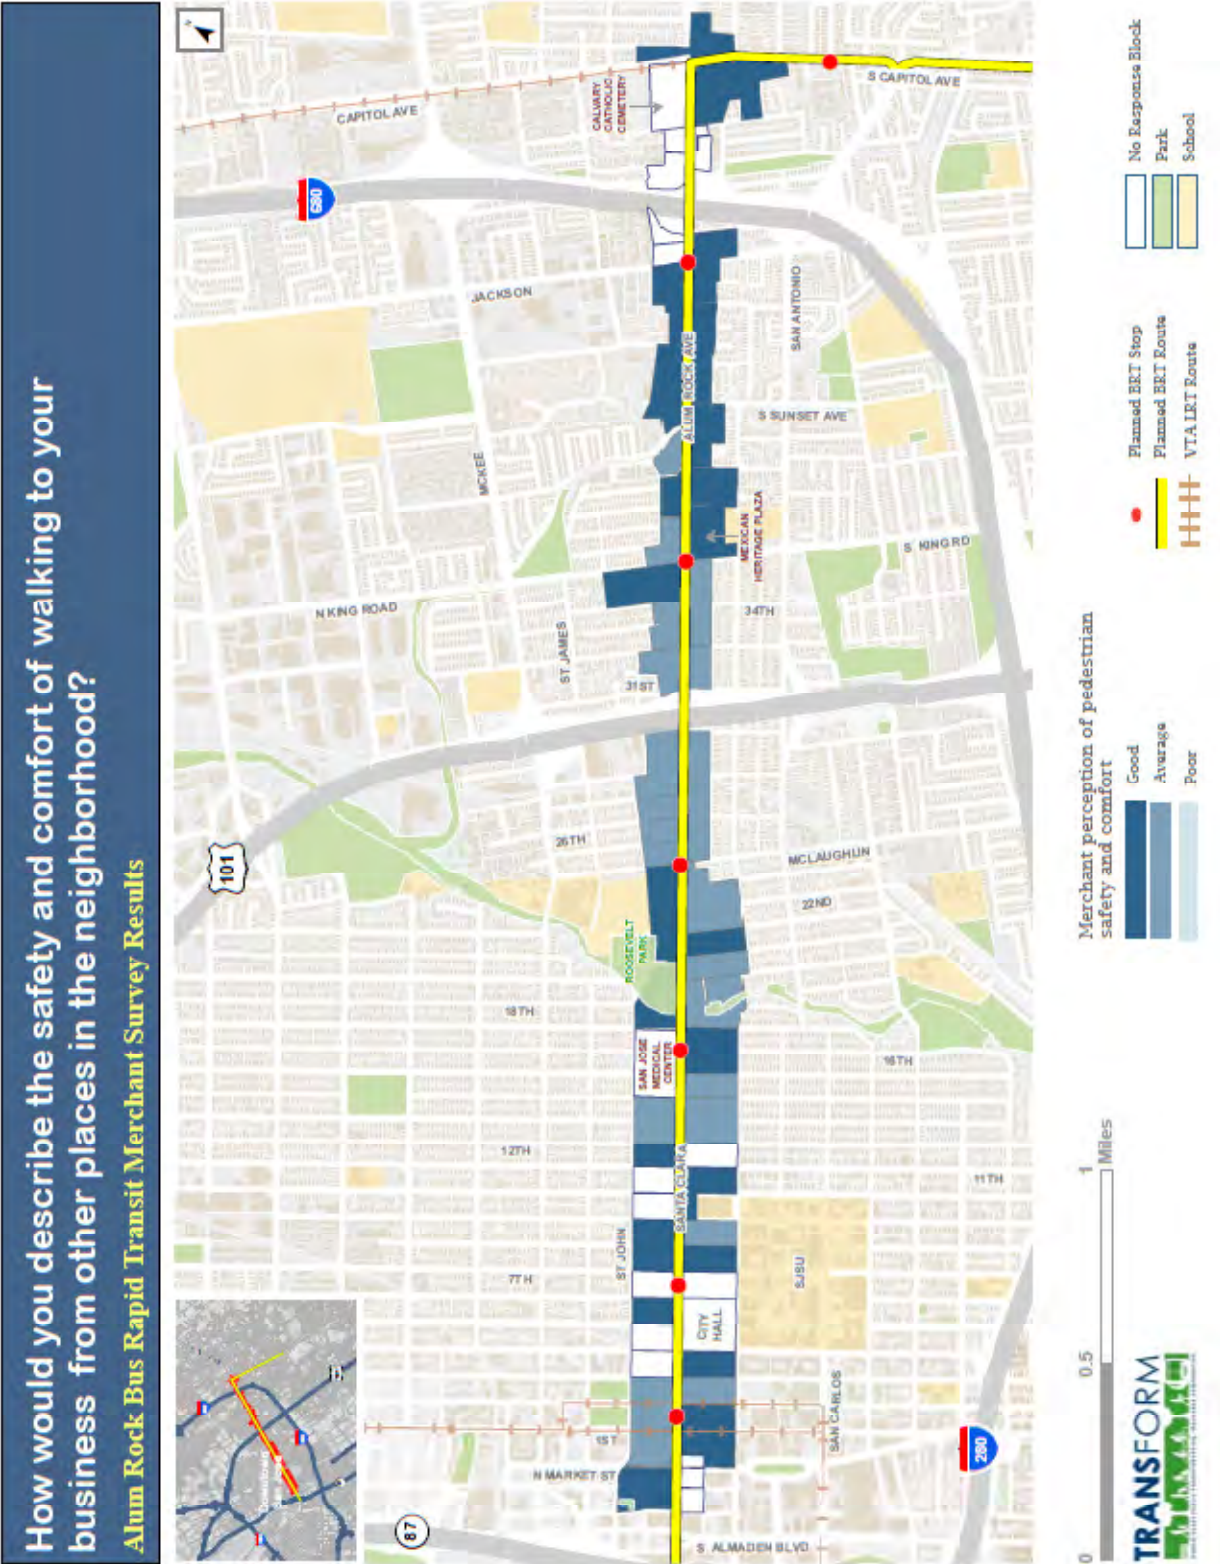 How would you describe the safety and comfort of walking to your
business from other places in the neighborhood?
Alum Rock Bus Rapid Transit Merchant Survey Results
101
680
CAPITOL AVE
CALVARY
CATHOLIC
CEMETERY
S CAPITOL AVE
JACKSON
MCKEE
N KING ROAD
ST JAMES
31ST
ALUM ROCK AVE
SAN ANTONIO
S SUNSET AVE
MEXICAN
HERITAGE PLAZA
S KING RD
34TH
26TH
MCLAUGHLIN
22ND
ROOSEVELT
PARK
18TH
SAN JOSE
MEDICAL
CENTER
16TH
12TH
SANTA CLARA
11TH
ST JOHN
7TH
SJSU
CITY
HALL
1ST
SAN CARLOS
N MARKET ST
87
S ALMADEN BLVD
280
0
0.5
1
Miles
TRANSFORM
Merchant perception of pedestrian
safety and comfort
Good
Average
Poor
Planned BRT Stop
Planned BRT Route
VTA LRT Route
No Response Block
Park
School